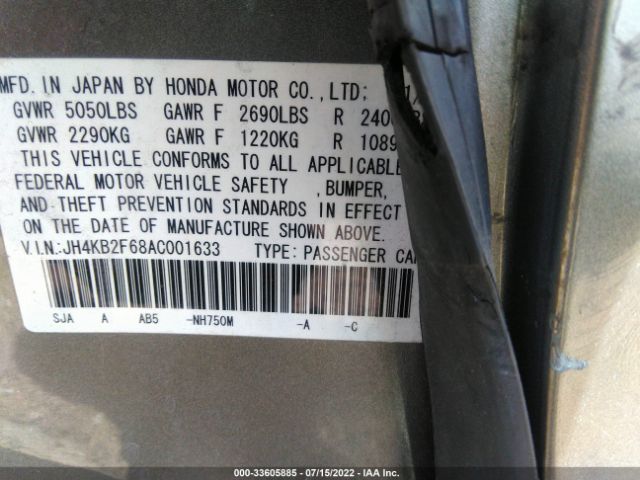 MFD. IN JAPAN BY HONDA MOTOR CO.,LTD;
GVWR 5050LBS GAWR F 2690LBS R
GVWR 2290KG GAWR F 1220KG R
THIS VEHICLE CONFORMS TO ALL APPLICABLE
FEDERAL MOTOR VEHICLE SAFETY ,BUMPER,
AND THEFT PREVENTION STANDARDS IN EFFECT
ON THE DATE OF MANUFACTURE SHOWN ABOVE.
V.I.N.:JH4KB2F68AC001633 TYPE: PASSENGER
SJA A AB5 -NH750M -A -C
000-33605885 - 07/15/2022 - IAA Inc.